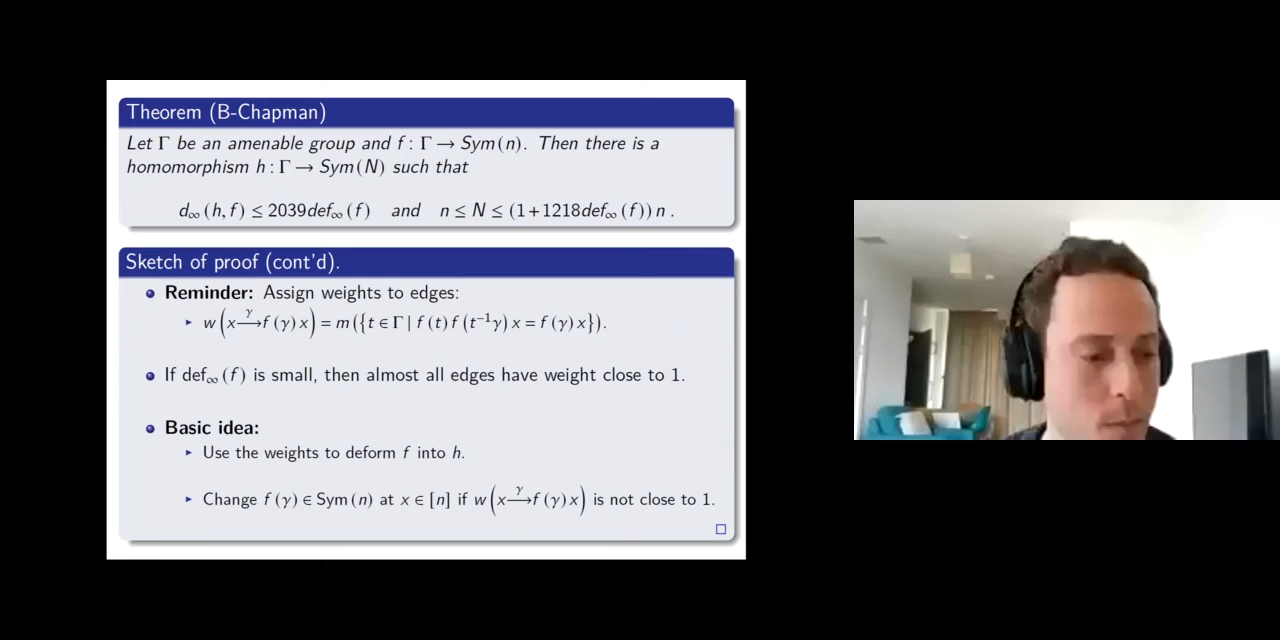 Theorem (B-Chapman)
Let Γ be an amenable group and f : Γ → Sym(n). Then there is a
homomorphism h : Γ → Sym(N) such that
d∞(h, f) ≤ 2039def∞(f) and n ≤ N ≤ (1+1218def∞(f))n.
Sketch of proof (cont'd).
Reminder: Assign weights to edges:
w(x —γ→ f(γ)x) = m({t ∈ Γ | f(t)f(t⁻¹γ)x = f(γ)x}).
If def∞(f) is small, then almost all edges have weight close to 1.
Basic idea:
Use the weights to deform f into h.
Change f(γ) ∈ Sym(n) at x ∈ [n] if w(x —γ→ f(γ)x) is not close to 1.